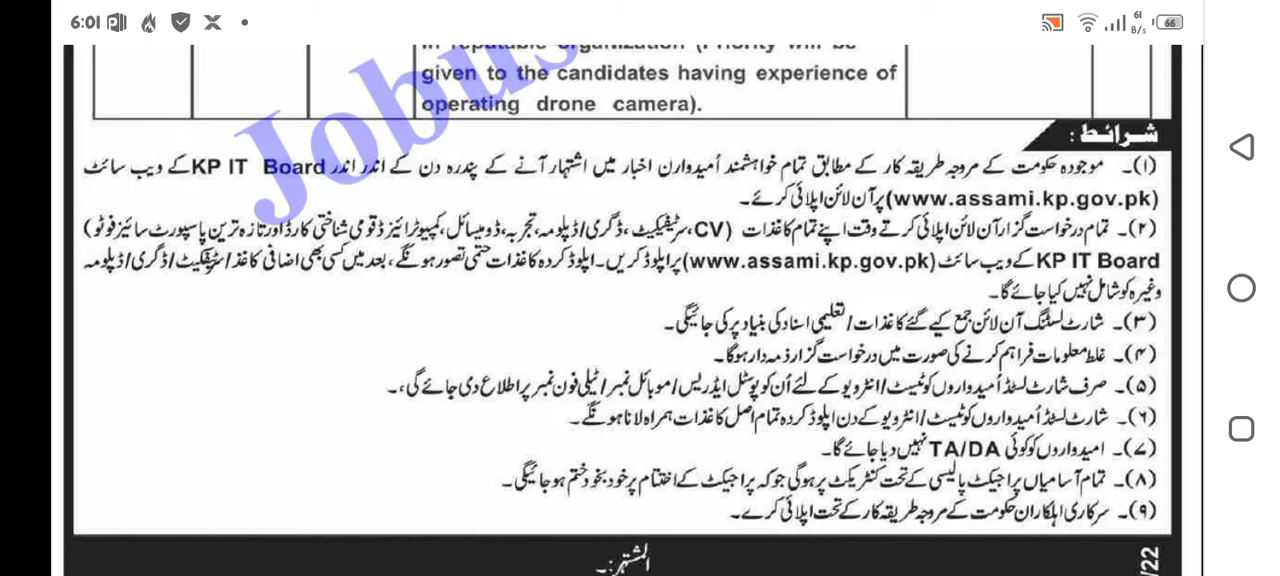 6:01
61 B/s
66
in reputable organization (Priority will be
given to the candidates having experience of
operating drone camera).
Jobus
شرائط:
(۱)۔ موجودہ حکومت کے مروجہ طریقہ کار کے مطابق تمام خواہشمند اُمیدوارن اخبار میں اشتہار آنے کے پندرہ دن کے اندر اندر KP IT Board کے ویب سائٹ
(www.assami.kp.gov.pk) پر آن لائن اپلائی کرئے۔
(۲)۔ تمام درخواست گزار آن لائن اپلائی کرتے وقت اپنے تمام کاغذات (CV، سرٹیفیکیٹ، ڈگری/ڈپلومہ، تجربہ، ڈومیسائل، کمپیوٹرائیزڈ قومی شناختی کارڈ اور تازہ ترین پاسپورٹ سائیز فوٹو)
KP IT Board کے ویب سائٹ (www.assami.kp.gov.pk) پر اپلوڈ کریں۔ اپلوڈ کردہ کاغذات حتمی تصور ہونگے، بعد میں کسی بھی اضافی کاغذ/سرٹیفکیٹ/ڈگری/ڈپلومہ
وغیرہ کو شامل نہیں کیا جائے گا۔
(۳)۔ شارٹ لسٹنگ آن لائن جمع کیے گئے کاغذات/تعلیمی اسناد کی بنیاد پر کی جائیگی۔
(۴)۔ غلط معلومات فراہم کرنے کی صورت میں درخواست گزار ذمہ دار ہوگا۔
(۵)۔ صرف شارٹ لسٹڈ اُمیدواروں کو ٹیسٹ/انٹرویو کے لئے اُن کو پوسٹل ایڈریس/موبائل نمبر/ٹیلی فون نمبر پر اطلاع دی جائے گی،۔
(۶)۔ شارٹ لسٹڈ اُمیدواروں کو ٹیسٹ/انٹرویو کے دن اپلوڈ کردہ تمام اصل کاغذات ہمراہ لانا ہونگے۔
(۷)۔ امیدواروں کو کوئی TA/DA نہیں دیا جائے گا۔
(۸)۔ تمام آسامیاں پراجیکٹ پالیسی کے تحت کنٹریکٹ پر ہوگی جو کہ پراجیکٹ کے اختتام پر خود بخود ختم ہو جائیگی۔
(۹)۔ سرکاری اہلکاران حکومت کے مروجہ طریقہ کار کے تحت اپلائی کرے۔
المشتہر:۔
/22